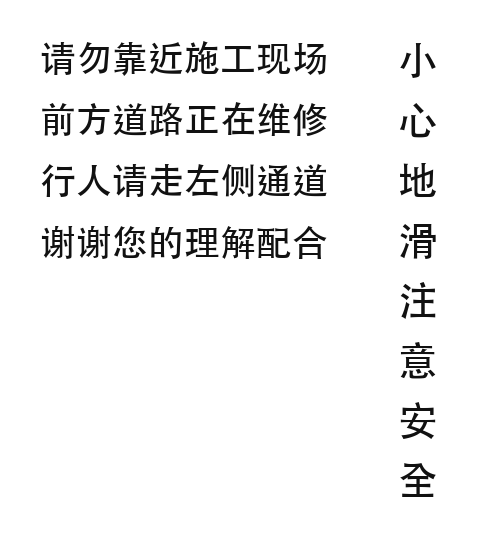 请勿靠近施工现场
前方道路正在维修
行人请走左侧通道
谢谢您的理解配合
小心地滑注意安全